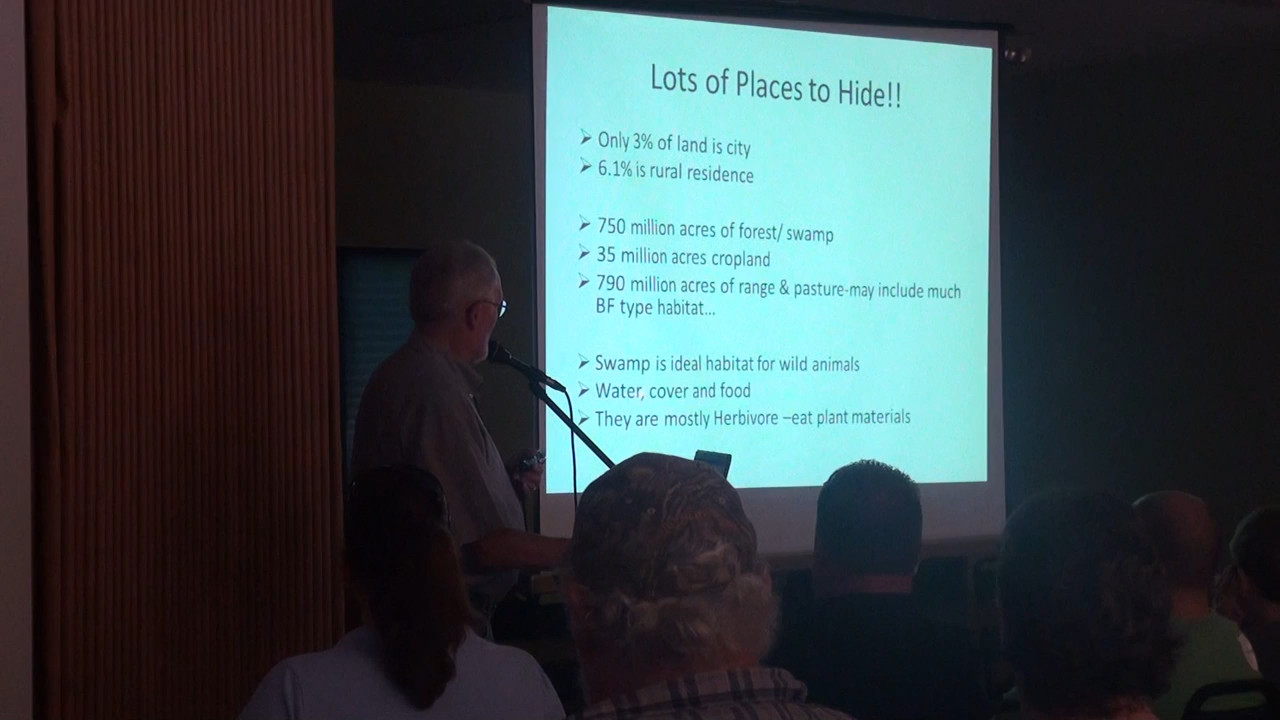 Lots of Places to Hide!!
➢ Only 3% of land is city
➢ 6.1% is rural residence
➢ 750 million acres of forest/ swamp
➢ 35 million acres cropland
➢ 790 million acres of range & pasture-may include much
BF type habitat...
➢ Swamp is ideal habitat for wild animals
➢ Water, cover and food
➢ They are mostly Herbivore –eat plant materials